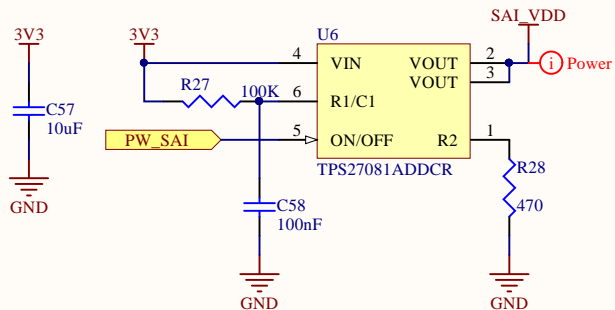 SAI_VDD
3V3
3V3
U6
4
VIN
VOUT
2
VOUT
3
i
Power
R27
100K
6
R1/C1
C57
10uF
PW_SAI
5
ON/OFF
R2
1
TPS27081ADDCR
R28
470
C58
100nF
GND
GND
GND